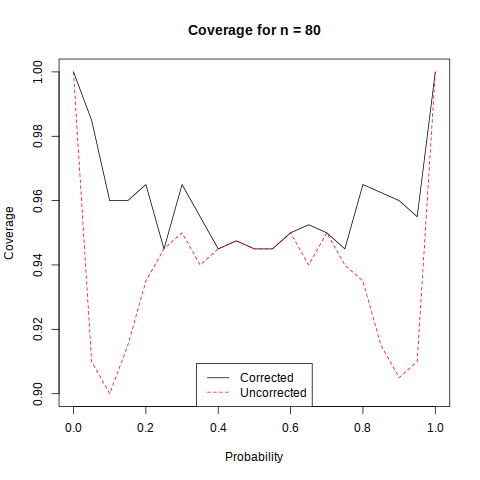 Coverage for n = 80
Coverage
1.00
0.98
0.96
0.94
0.92
0.90
Corrected
Uncorrected
0.0 0.2 0.4 0.6 0.8 1.0
Probability